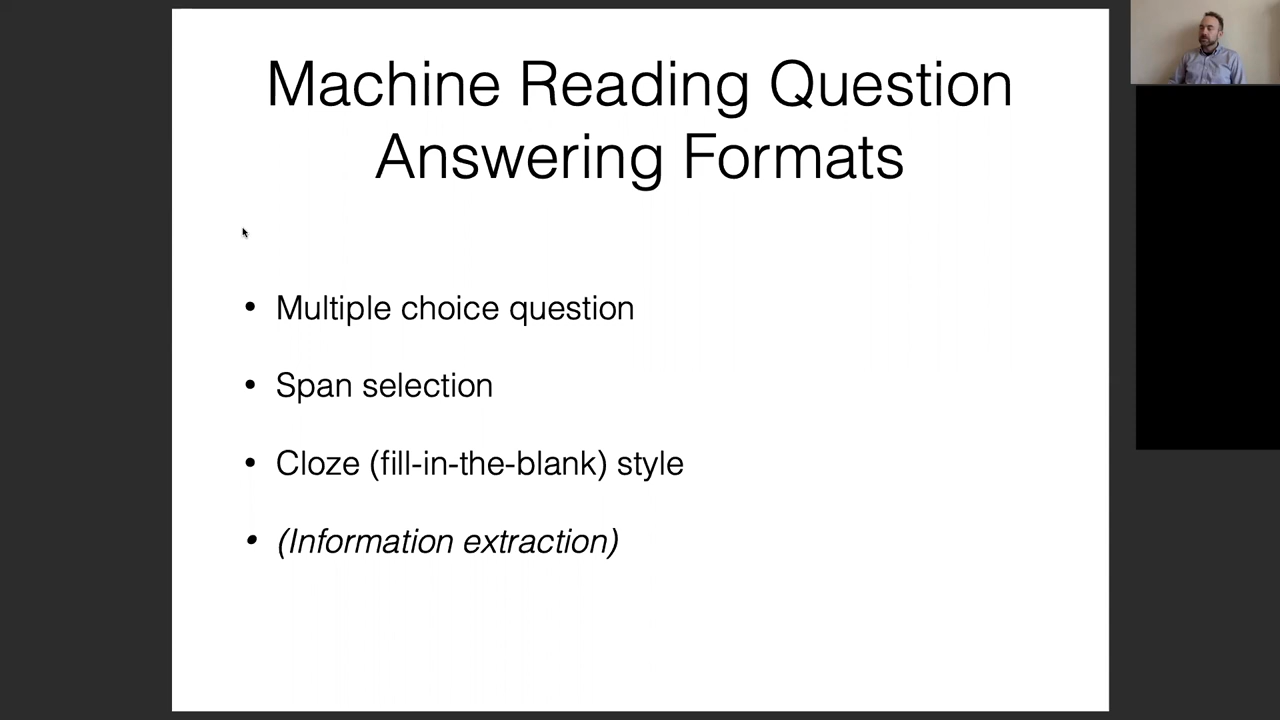 Machine Reading Question
Answering Formats
• Multiple choice question
• Span selection
• Cloze (fill-in-the-blank) style
• (Information extraction)